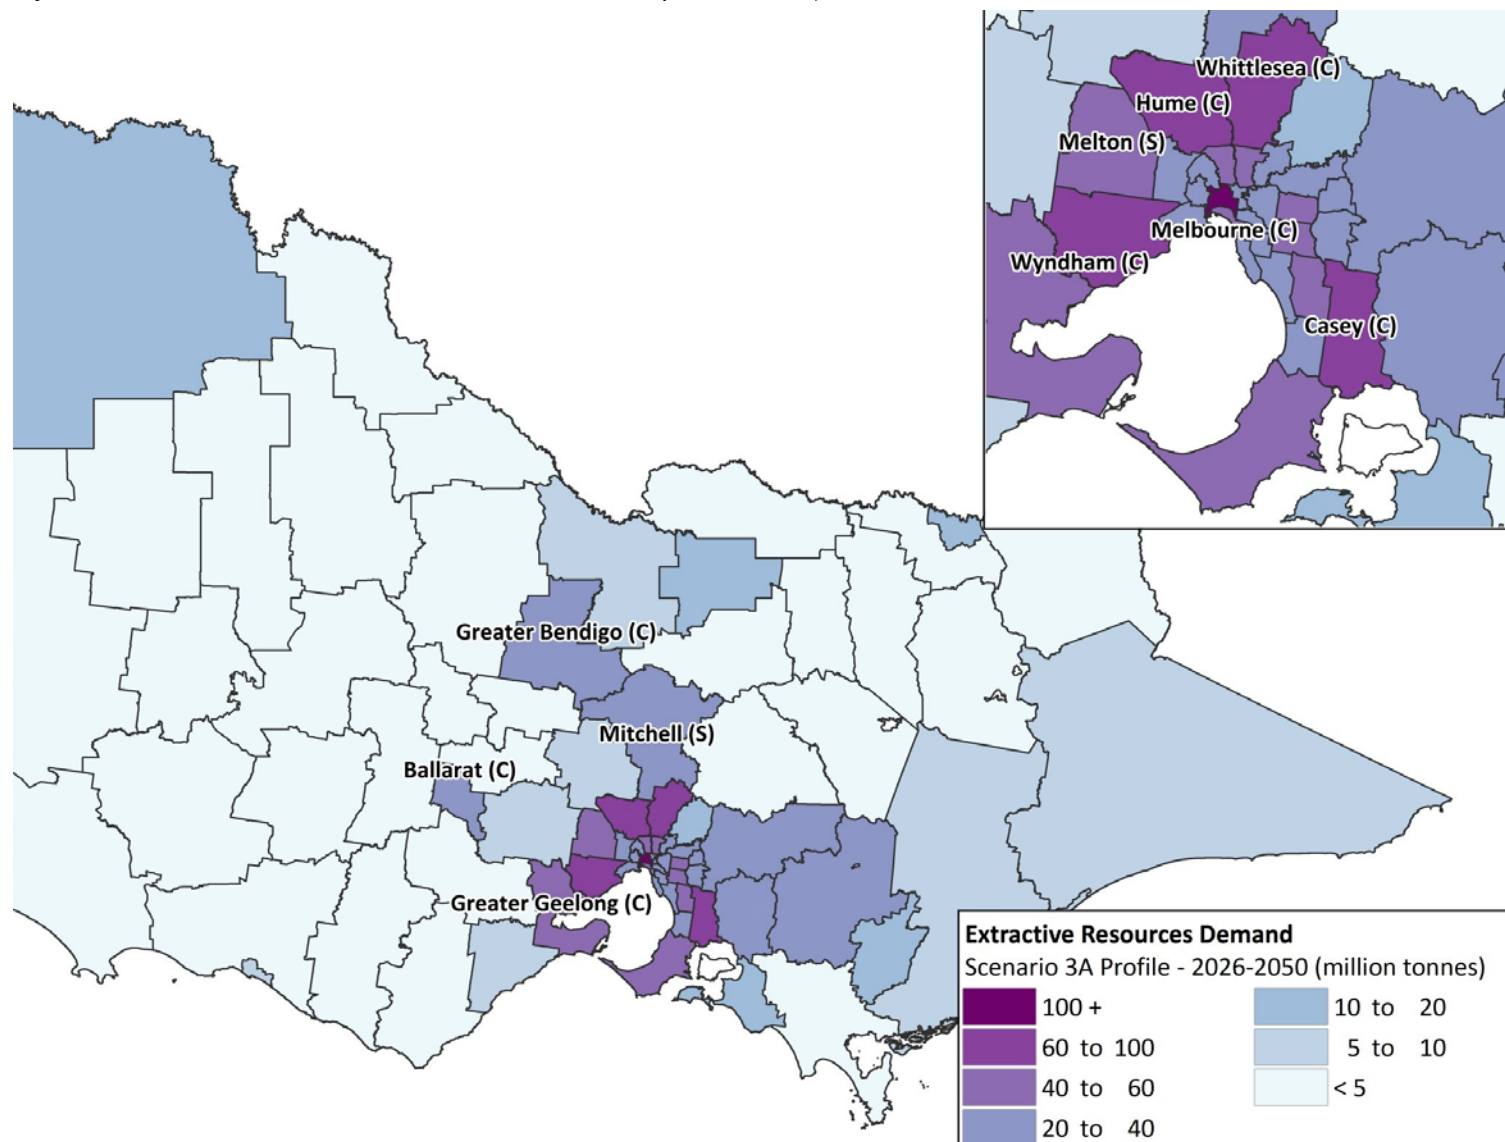 Whittlesea (C)
Hume (C)
Melton (S)
Melbourne (C)
Wyndham (C)
Casey (C)
Greater Bendigo (C)
Mitchell (S)
Ballarat (C)
Greater Geelong (C)
Extractive Resources Demand
Scenario 3A Profile - 2026-2050 (million tonnes)
100 +
60 to 100
40 to 60
20 to 40
10 to 20
5 to 10
< 5